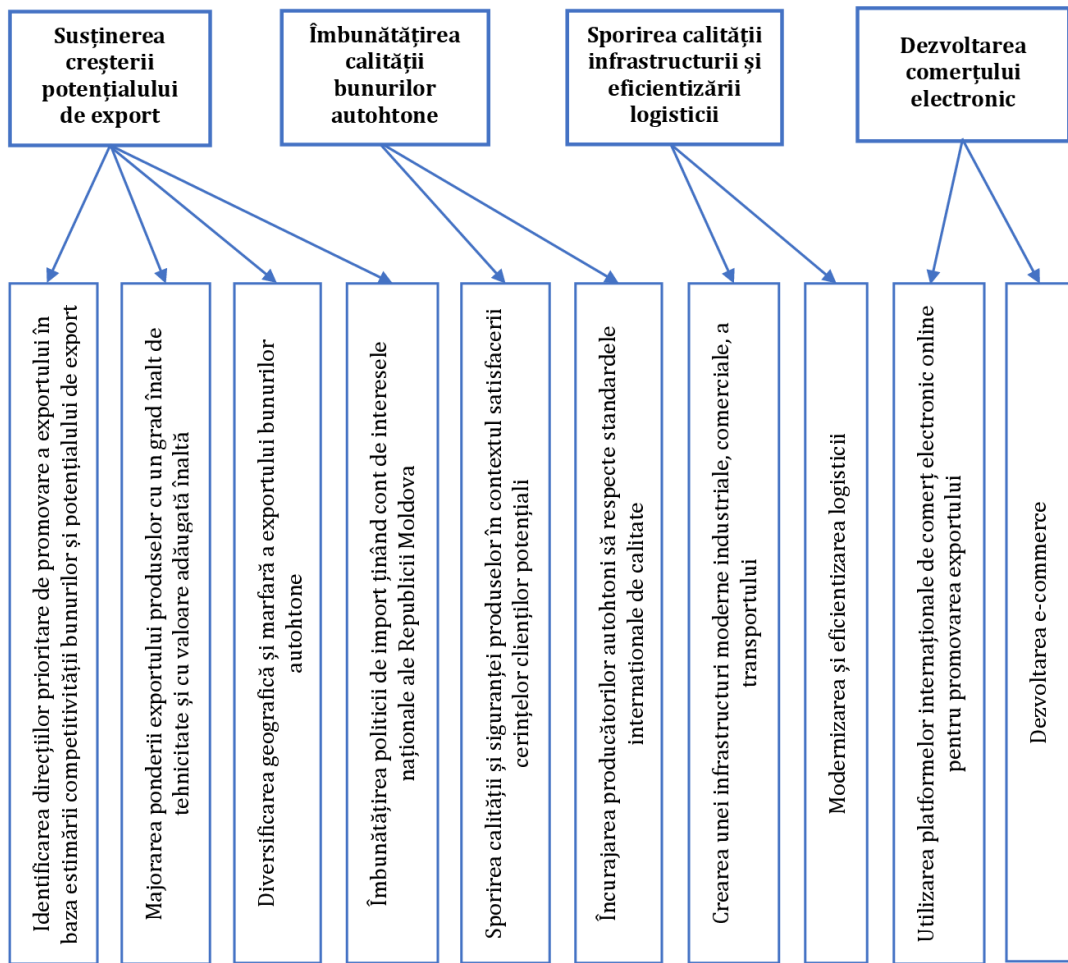 Susținerea
creșterii
potențialului
de export
Îmbunătățirea
calității
bunurilor
autohtone
Sporirea calității
infrastructurii și
eficientizării
logisticii
Dezvoltarea
comerțului
electronic
Identificarea direcțiilor prioritare de promovare a exportului în
baza estimării competitivității bunurilor și potențialului de export
Majorarea ponderii exportului produselor cu un grad înalt de
tehnicitate și cu valoare adăugată înaltă
Diversificarea geografică și marfară a exportului bunurilor
autohtone
Îmbunătățirea politicii de import ținând cont de interesele
naționale ale Republicii Moldova
Sporirea calității și siguranței produselor în contextul satisfacerii
cerințelor clienților potențiali
Încurajarea producătorilor autohtoni să respecte standardele
internaționale de calitate
Crearea unei infrastructuri moderne industriale, comerciale, a
transportului
Modernizarea și eficientizarea logisticii
Utilizarea platformelor internaționale de comerț electronic online
pentru promovarea exportului
Dezvoltarea e-commerce